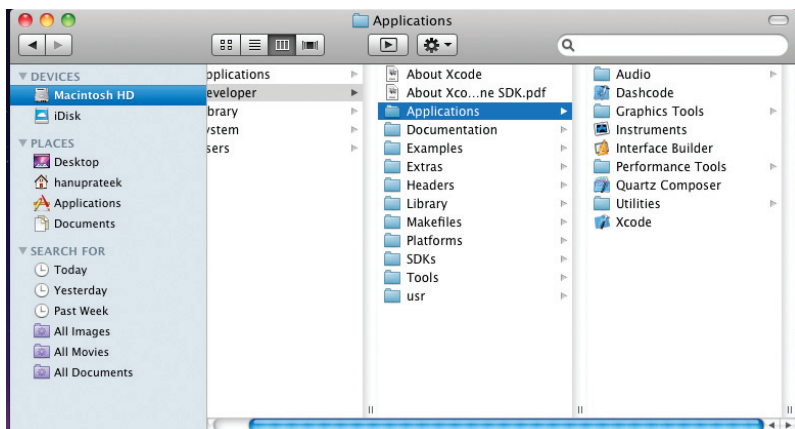 Applications
DEVICES
Macintosh HD
iDisk
PLACES
Desktop
hanuprateek
Applications
Documents
SEARCH FOR
Today
Yesterday
Past Week
All Images
All Movies
All Documents
pplications
eveloper
brary
stem
sers
About Xcode
About Xco...ne SDK.pdf
Applications
Documentation
Examples
Extras
Headers
Library
Makefiles
Platforms
SDKs
Tools
usr
Audio
Dashcode
Graphics Tools
Instruments
Interface Builder
Performance Tools
Quartz Composer
Utilities
Xcode